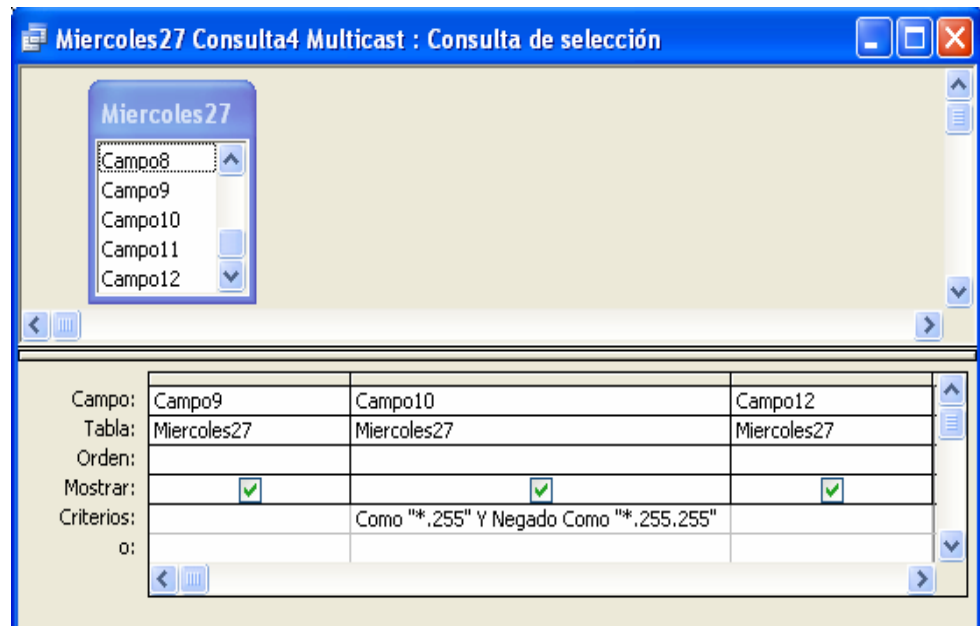 Miercoles27 Consulta4 Multicast : Consulta de selección
Miercoles27
Campo8
Campo9
Campo10
Campo11
Campo12
Campo: Campo9 Campo10 Campo12
Tabla: Miercoles27 Miercoles27 Miercoles27
Orden:
Mostrar:
Criterios: Como "*.255" Y Negado Como "*.255.255"
o: